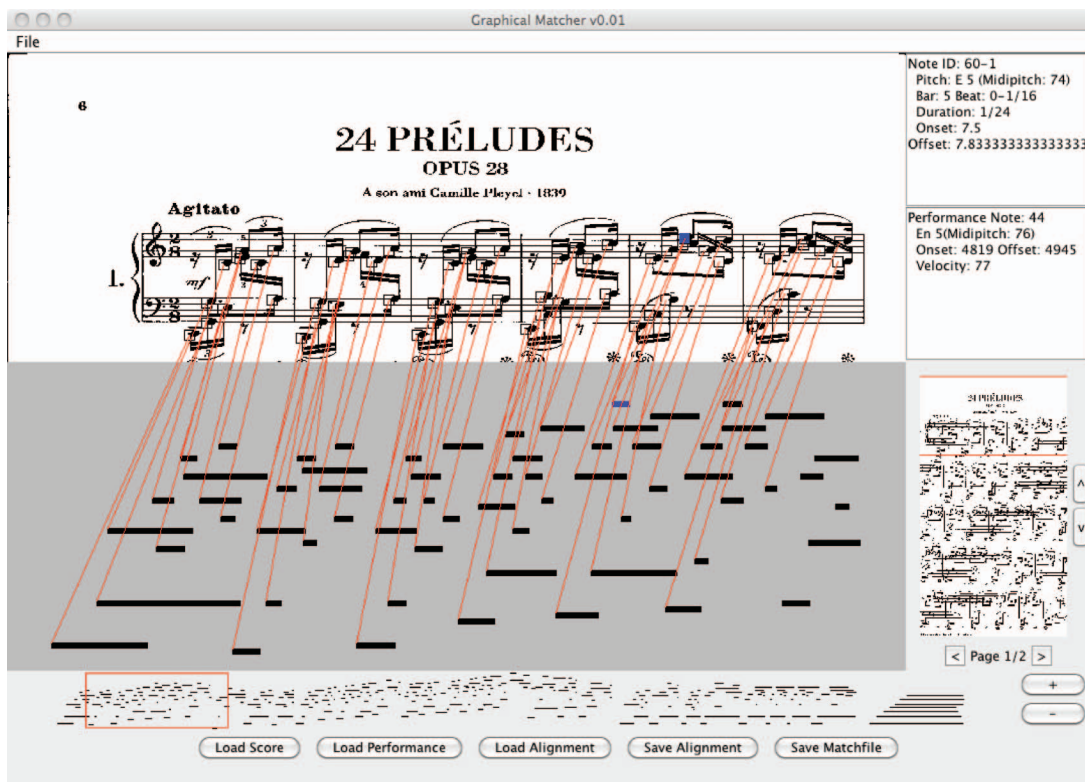 Graphical Matcher v0.01
File
6
24 PRÉLUDES
OPUS 28
A son ami Camille Pleyel · 1839
Agitato
1.
mf
Note ID: 60-1
Pitch: E 5 (Midipitch: 74)
Bar: 5 Beat: 0-1/16
Duration: 1/24
Onset: 7.5
Offset: 7.833333333333333
Performance Note: 44
En 5(Midipitch: 76)
Onset: 4819 Offset: 4945
Velocity: 77
24 PRÉLUDES
< Page 1/2 >
+
-
Load Score Load Performance Load Alignment Save Alignment Save Matchfile